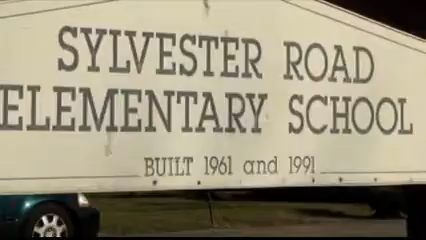 SYLVESTER ROAD
ELEMENTARY SCHOOL
BUILT 1961 and 1991